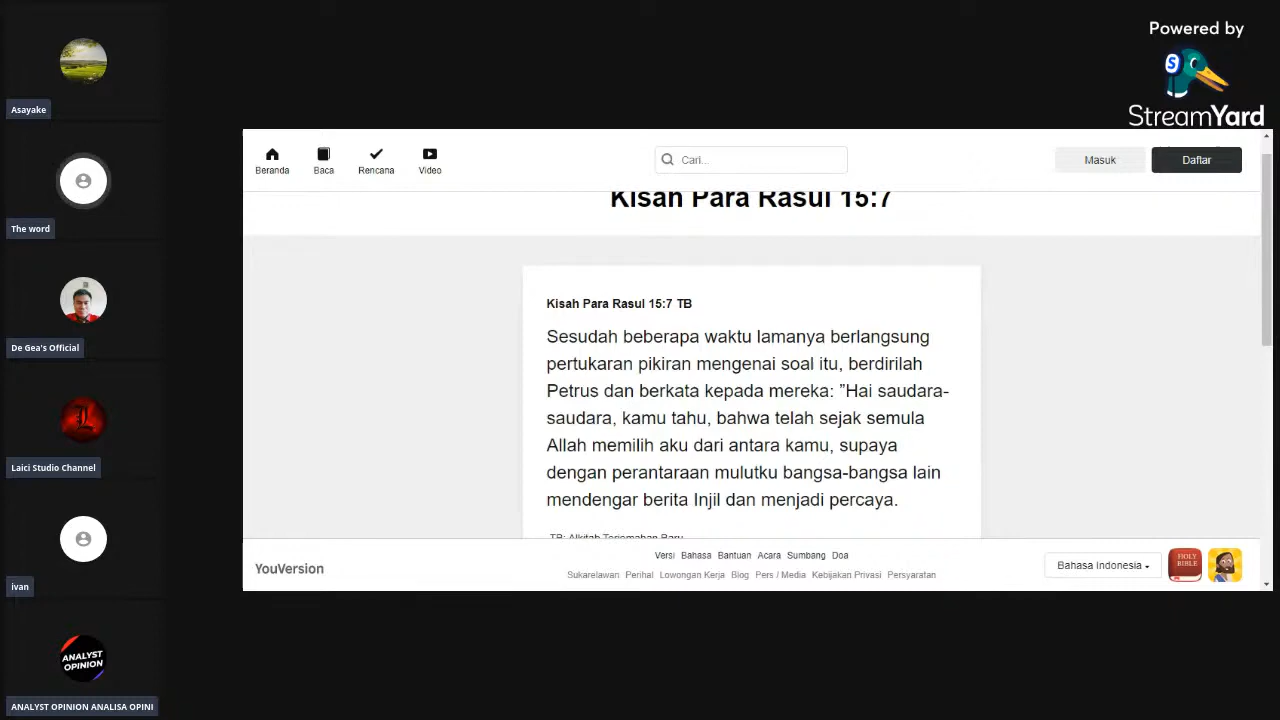 Powered by
StreamYard
Asayake
The word
De Gea's Official
L
Laici Studio Channel
ivan
ANALYST
OPINION
ANALYST OPINION ANALISA OPINI
Beranda
Baca
Rencana
Video
Cari...
Masuk
Daftar
Kisah Para Rasul 15:7
Kisah Para Rasul 15:7 TB
Sesudah beberapa waktu lamanya berlangsung
pertukaran pikiran mengenai soal itu, berdirilah
Petrus dan berkata kepada mereka: ”Hai saudara-
saudara, kamu tahu, bahwa telah sejak semula
Allah memilih aku dari antara kamu, supaya
dengan perantaraan mulutku bangsa-bangsa lain
mendengar berita Injil dan menjadi percaya.
TB: Alkitab Terjemahan Baru
YouVersion
Versi Bahasa Bantuan Acara Sumbang Doa
Sukarelawan Perihal Lowongan Kerja Blog Pers / Media Kebijakan Privasi Persyaratan
Bahasa Indonesia
HOLY
BIBLE